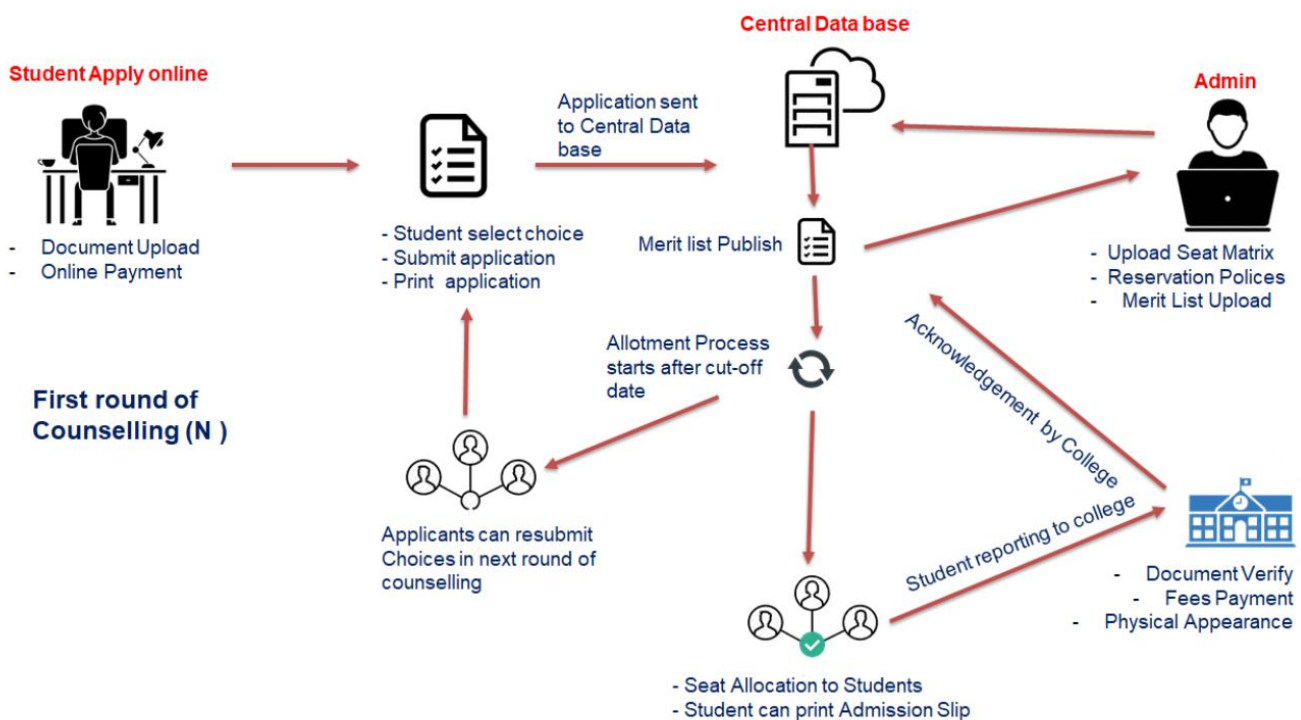 Central Data base
Student Apply online
Admin
Application sent
to Central Data
base
- Document Upload
- Online Payment
- Student select choice
- Submit application
- Print application
Merit list Publish
- Upload Seat Matrix
- Reservation Polices
- Merit List Upload
Allotment Process
starts after cut-off
date
First round of
Counselling (N )
Acknowledgement by College
Applicants can resubmit
Choices in next round of
counselling
Student reporting to college
- Document Verify
- Fees Payment
- Physical Appearance
- Seat Allocation to Students
- Student can print Admission Slip